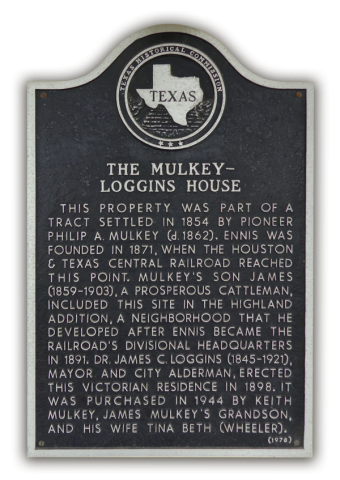 TEXAS HISTORICAL COMMISSION
TEXAS
THE MULKEY–
LOGGINS HOUSE
THIS PROPERTY WAS PART OF A
TRACT SETTLED IN 1854 BY PIONEER
PHILIP A. MULKEY (d.1862). ENNIS WAS
FOUNDED IN 1871, WHEN THE HOUSTON
& TEXAS CENTRAL RAILROAD REACHED
THIS POINT. MULKEY'S SON JAMES
(1859–1903), A PROSPEROUS CATTLEMAN,
INCLUDED THIS SITE IN THE HIGHLAND
ADDITION, A NEIGHBORHOOD THAT HE
DEVELOPED AFTER ENNIS BECAME THE
RAILROAD'S DIVISIONAL HEADQUARTERS
IN 1891. DR. JAMES C. LOGGINS (1845–1921),
MAYOR AND CITY ALDERMAN, ERECTED
THIS VICTORIAN RESIDENCE IN 1898. IT
WAS PURCHASED IN 1944 BY KEITH
MULKEY, JAMES MULKEY'S GRANDSON,
AND HIS WIFE TINA BETH (WHEELER).
(1978)